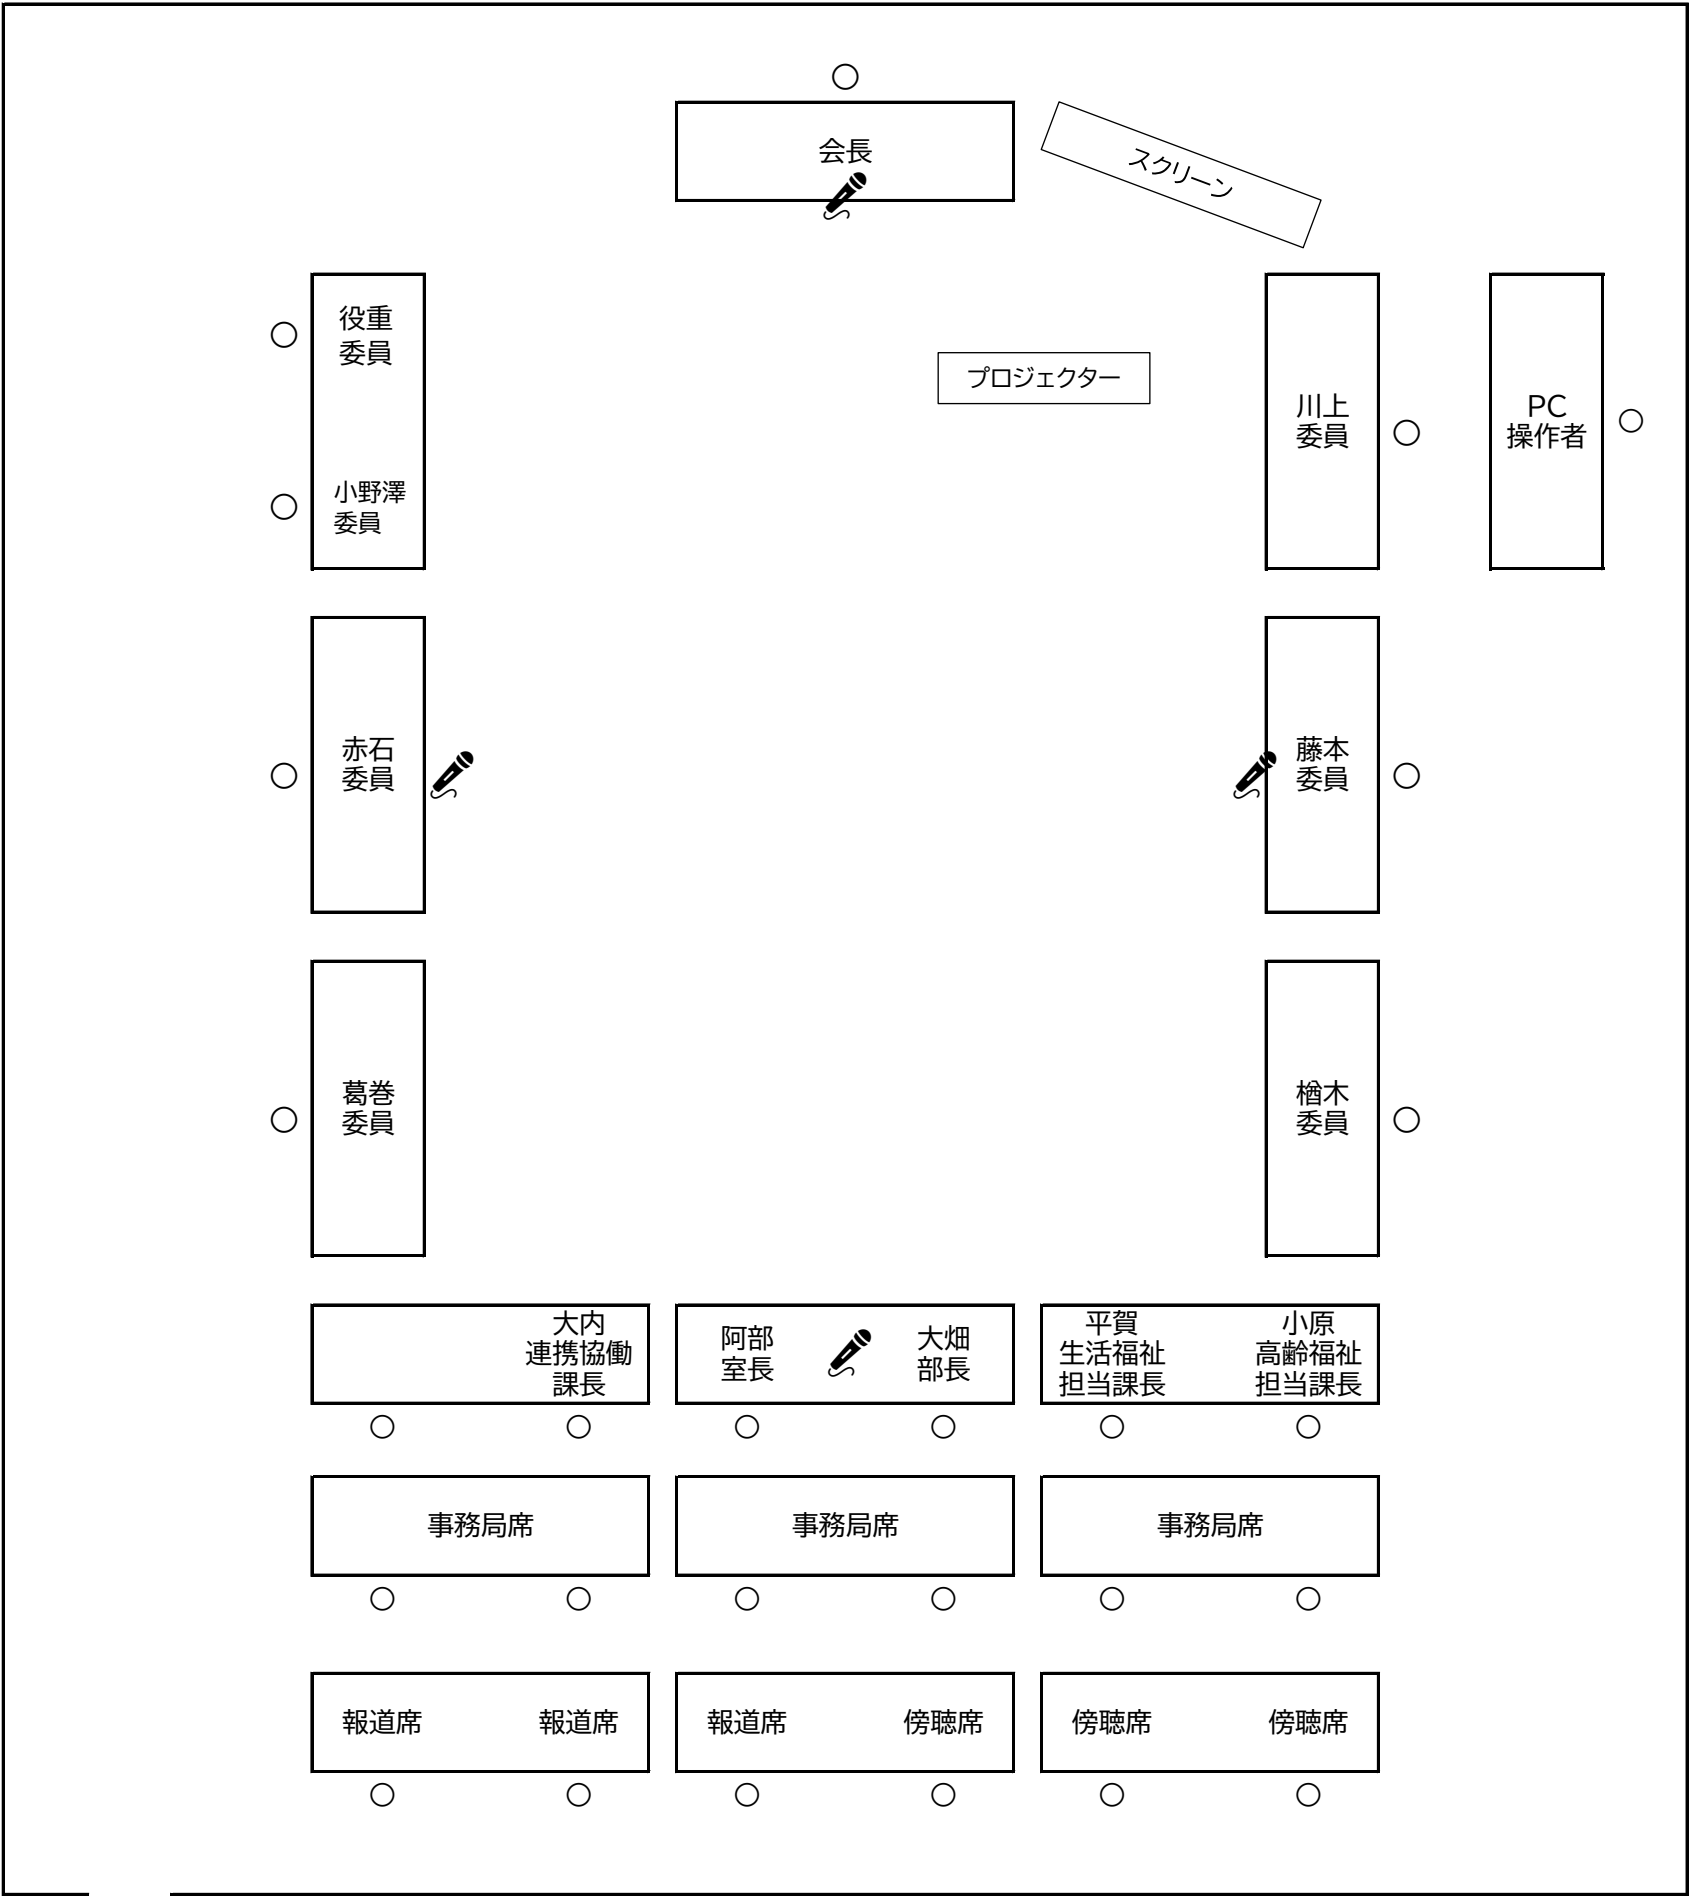 会長
スクリーン
役重
委員
プロジェクター
川上
委員
PC
操作者
小野澤
委員
赤石
委員
藤本
委員
葛巻
委員
楢木
委員
大内
連携協働
課長
阿部
室長
大畑
部長
平賀
生活福祉
担当課長
小原
高齢福祉
担当課長
事務局席
事務局席
事務局席
報道席
報道席
報道席
傍聴席
傍聴席
傍聴席